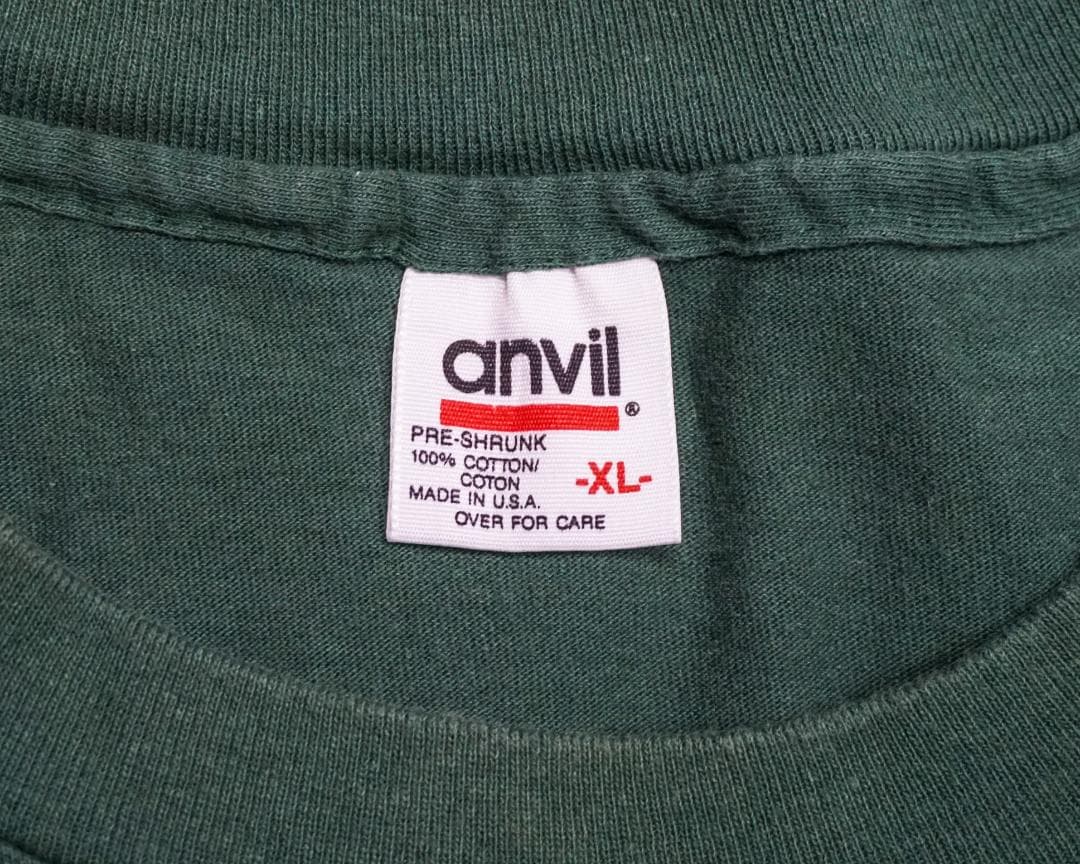 anvil®
PRE-SHRUNK
100% COTTON/
COTON
-XL-
MADE IN U.S.A.
OVER FOR CARE